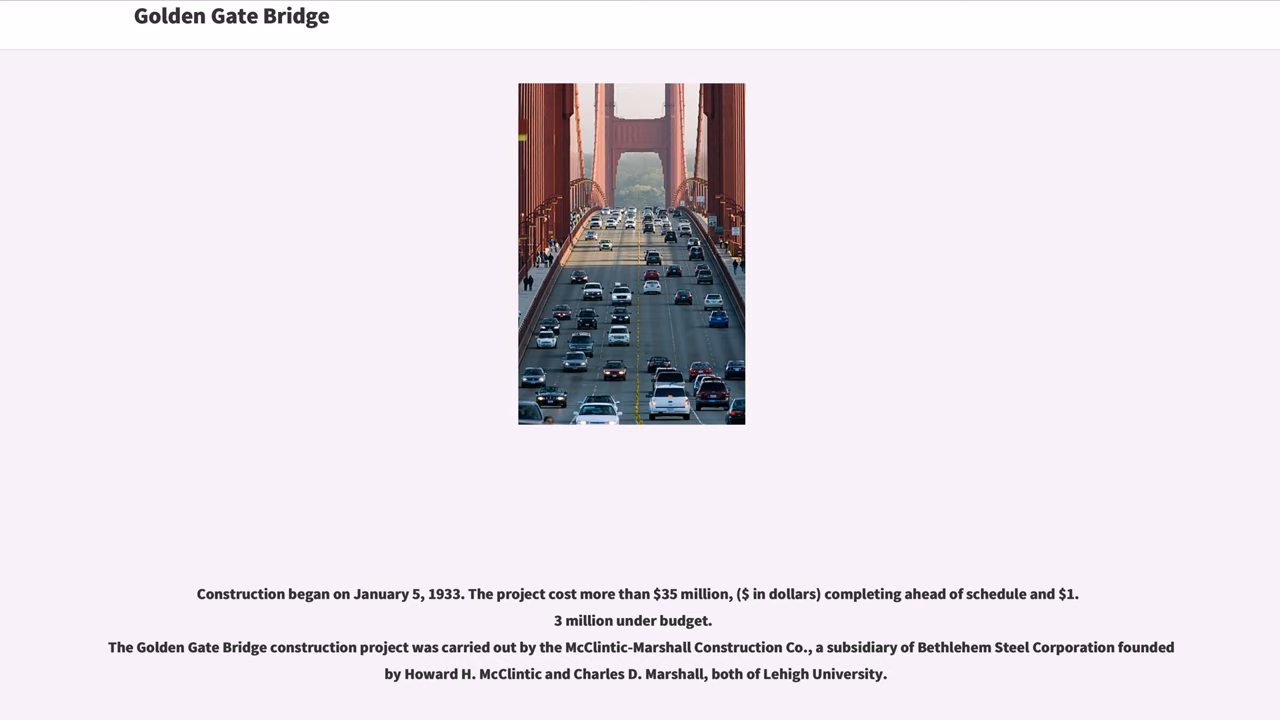 Golden Gate Bridge
Construction began on January 5, 1933. The project cost more than $35 million, ($ in dollars) completing ahead of schedule and $1.
3 million under budget.
The Golden Gate Bridge construction project was carried out by the McClintic-Marshall Construction Co., a subsidiary of Bethlehem Steel Corporation founded
by Howard H. McClintic and Charles D. Marshall, both of Lehigh University.